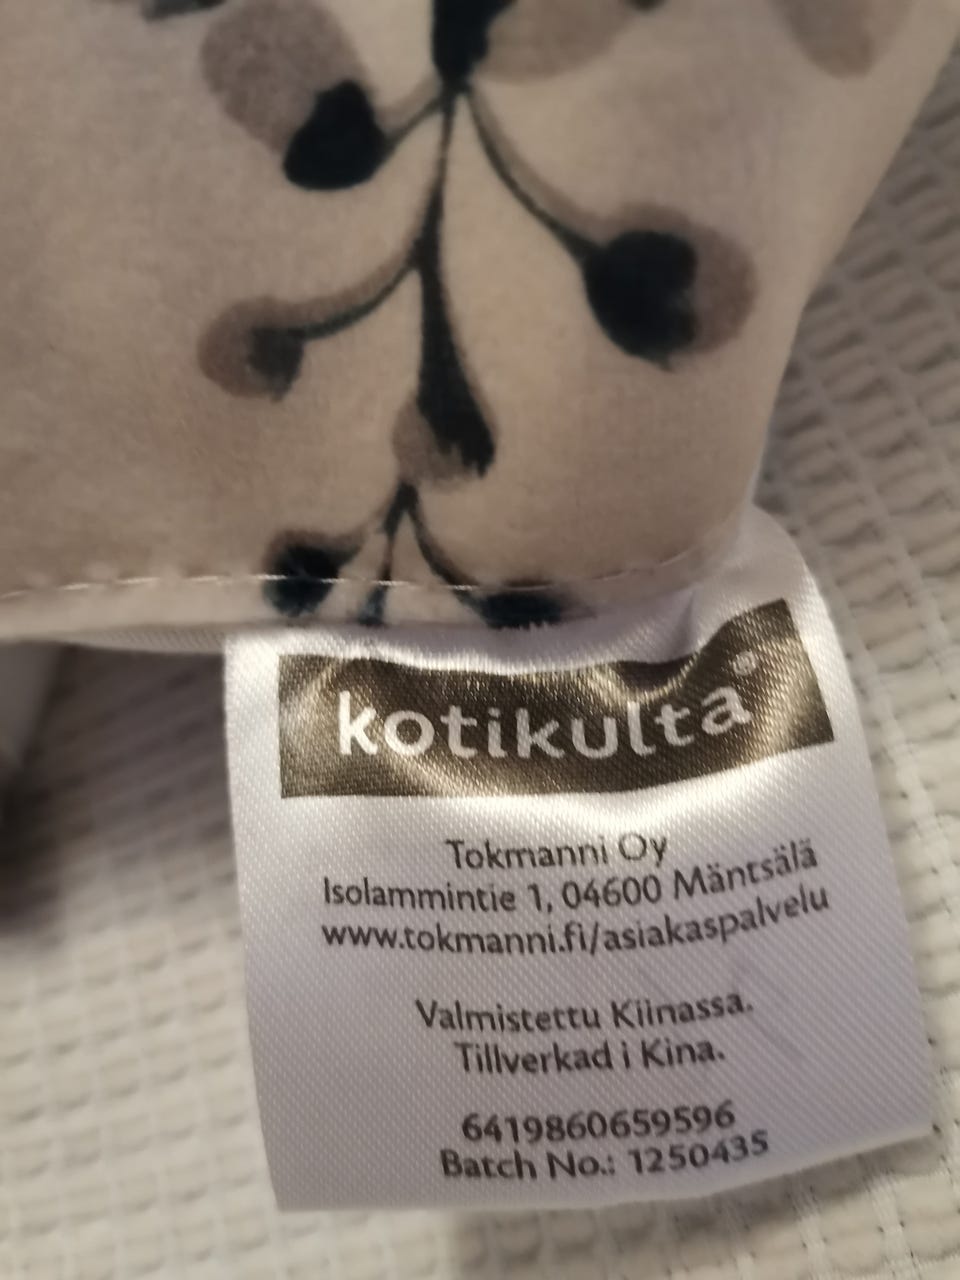 kotikulta®
Tokmanni Oy
Isolammintie 1, 04600 Mäntsälä
www.tokmanni.fi/asiakaspalvelu
Valmistettu Kiinassa.
Tillverkad i Kina.
6419860659596
Batch No.: 1250435